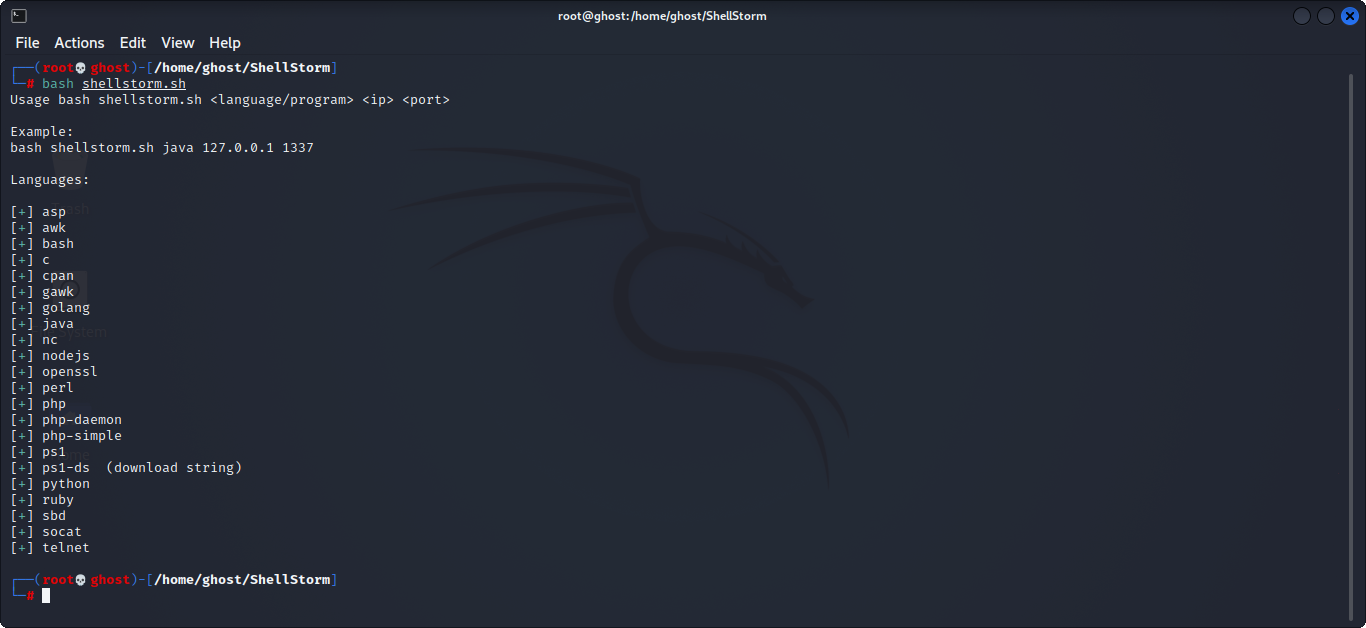 root@ghost:/home/ghost/ShellStorm
File Actions Edit View Help
┌──(root💀ghost)-[/home/ghost/ShellStorm]
└─# bash shellstorm.sh
Usage bash shellstorm.sh <language/program> <ip> <port>
Example:
bash shellstorm.sh java 127.0.0.1 1337
Languages:
[+] asp
[+] awk
[+] bash
[+] c
[+] cpan
[+] gawk
[+] golang
[+] java
[+] nc
[+] nodejs
[+] openssl
[+] perl
[+] php
[+] php-daemon
[+] php-simple
[+] ps1
[+] ps1-ds  (download string)
[+] python
[+] ruby
[+] sbd
[+] socat
[+] telnet
┌──(root💀ghost)-[/home/ghost/ShellStorm]
└─#